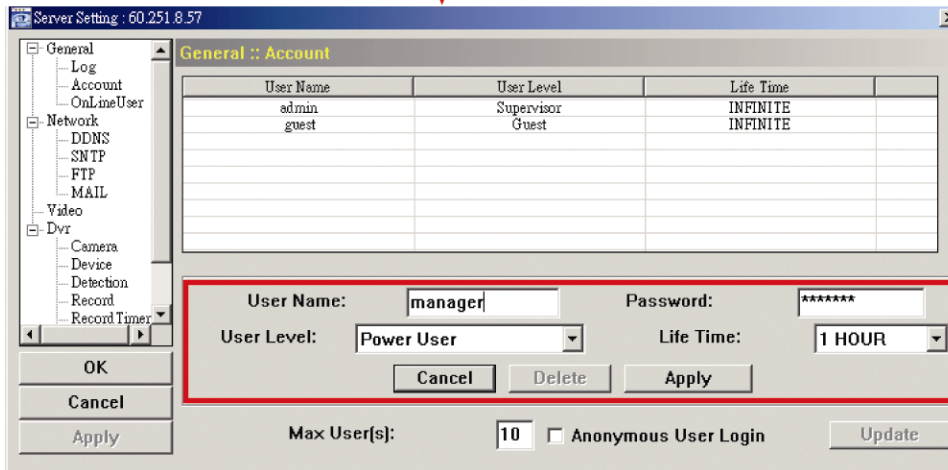 Server Setting : 60.251.8.57
General
Log
Account
OnLineUser
Network
DDNS
SNTP
FTP
MAIL
Video
Dvr
Camera
Device
Detection
Record
Record Timer
OK
Cancel
Apply
General :: Account
User Name User Level Life Time
admin Supervisor INFINITE
guest Guest INFINITE
User Name: manager Password: *******
User Level: Power User Life Time: 1 HOUR
Cancel Delete Apply
Max User(s): 10 Anonymous User Login Update